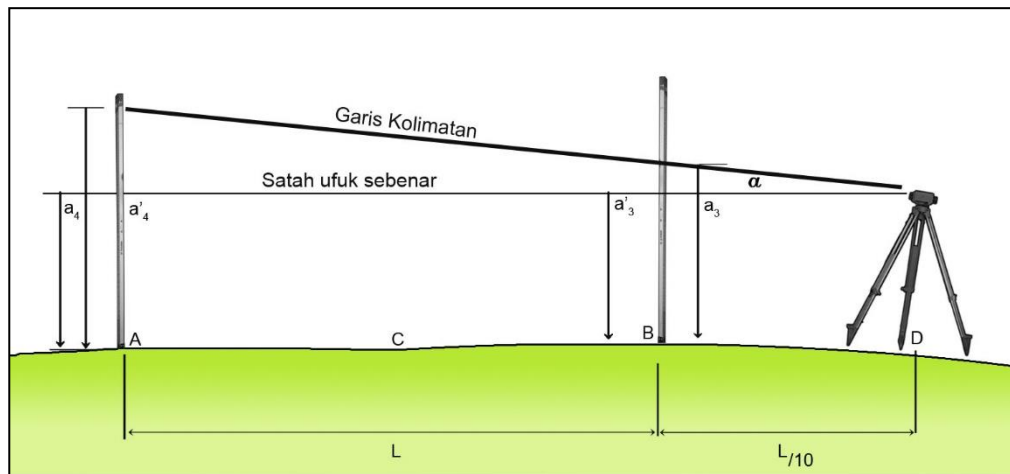 Garis Kolimatan
Satah ufuk sebenar
a
a₄
a'₄
a'₃
a₃
A
C
B
D
L
L/10